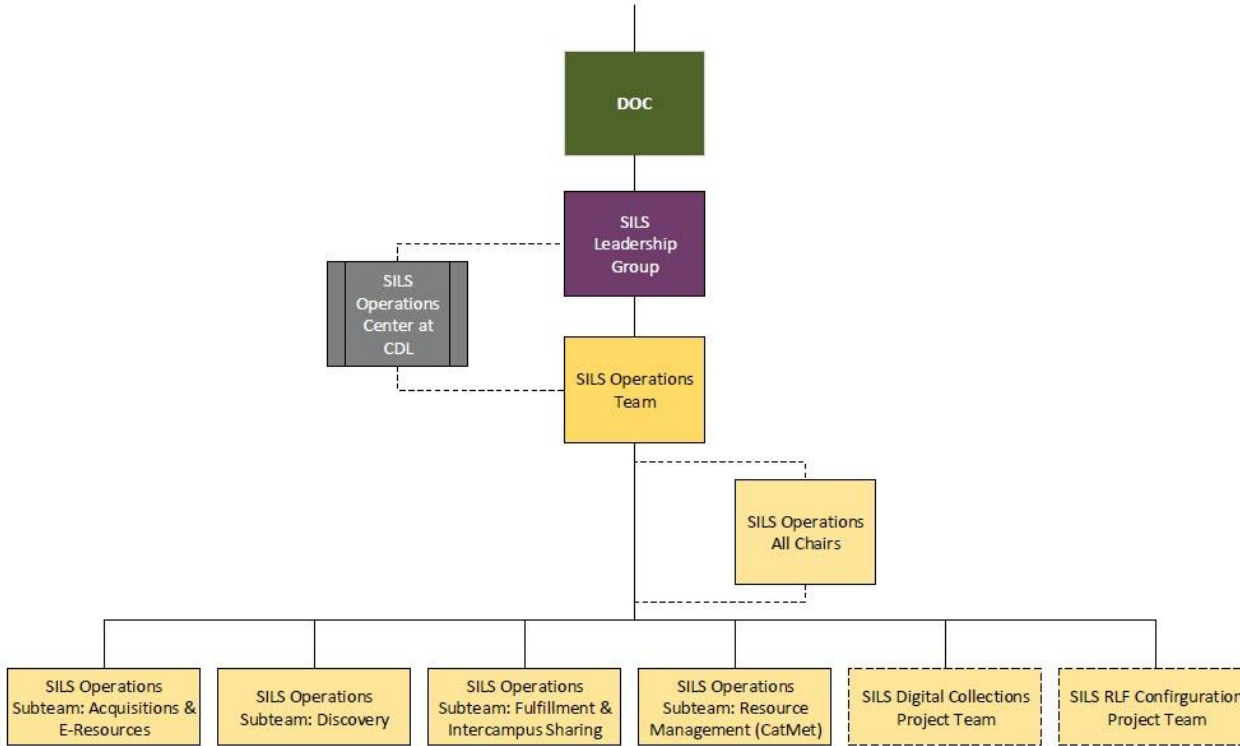 DOC
SILS
Leadership
Group
SILS
Operations
Center at
CDL
SILS Operations
Team
SILS Operations
All Chairs
SILS Operations
Subteam: Acquisitions &
E-Resources
SILS Operations
Subteam: Discovery
SILS Operations
Subteam: Fulfillment &
Intercampus Sharing
SILS Operations
Subteam: Resource
Management (CatMet)
SILS Digital Collections
Project Team
SILS RLF Confirguration
Project Team